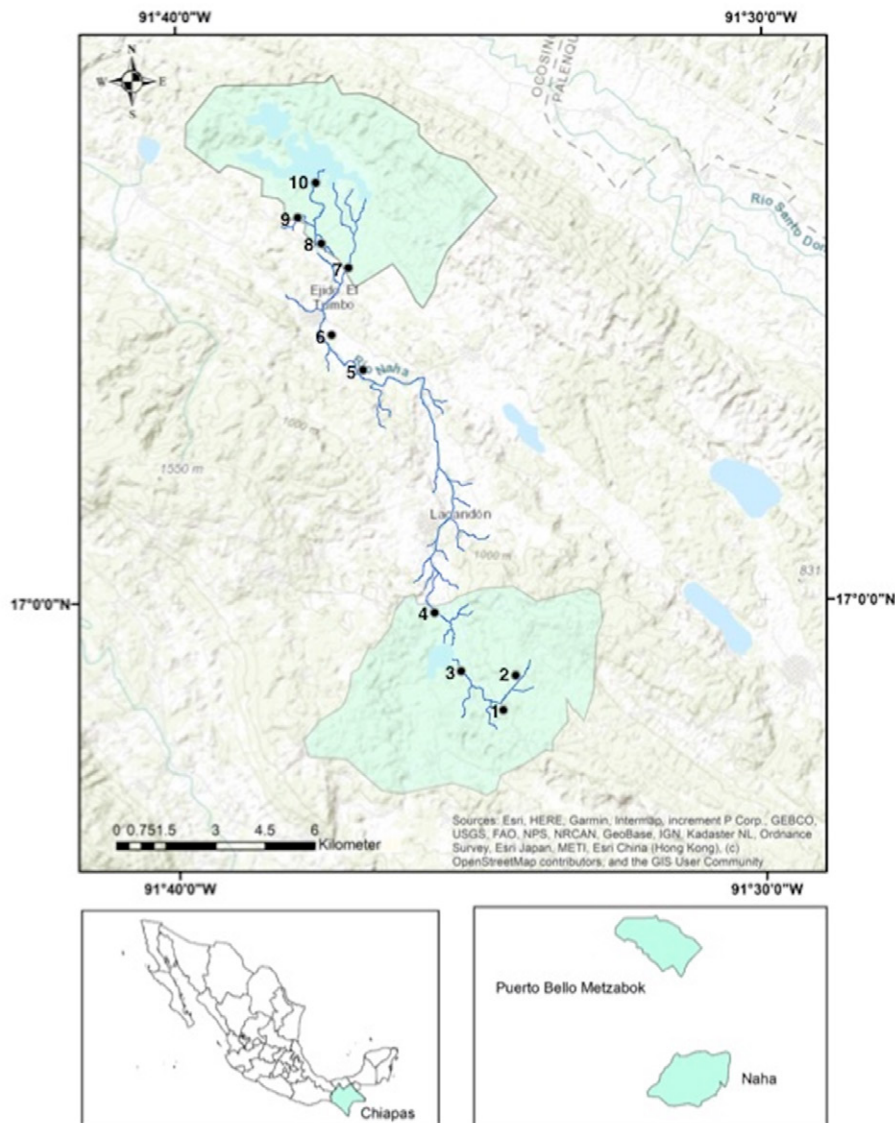 91°40'0"W 91°30'0"W
N
W E
S
OCOSINGO
PALENQUE
10
Río Santo Dom
9
8
7
Ejido El
Tumbo
6
Río Naha
5
1000 m
1550 m
Lacandón
1000 m
831
17°0'0"N 17°0'0"N
4
3 2
1
0 0.75 1.5 3 4.5 6
Kilometer
Sources: Esri, HERE, Garmin, Intermap, increment P Corp., GEBCO,
USGS, FAO, NPS, NRCAN, GeoBase, IGN, Kadaster NL, Ordnance
Survey, Esri Japan, METI, Esri China (Hong Kong), (c)
OpenStreetMap contributors, and the GIS User Community
91°40'0"W 91°30'0"W
Puerto Bello Metzabok
Naha
Chiapas